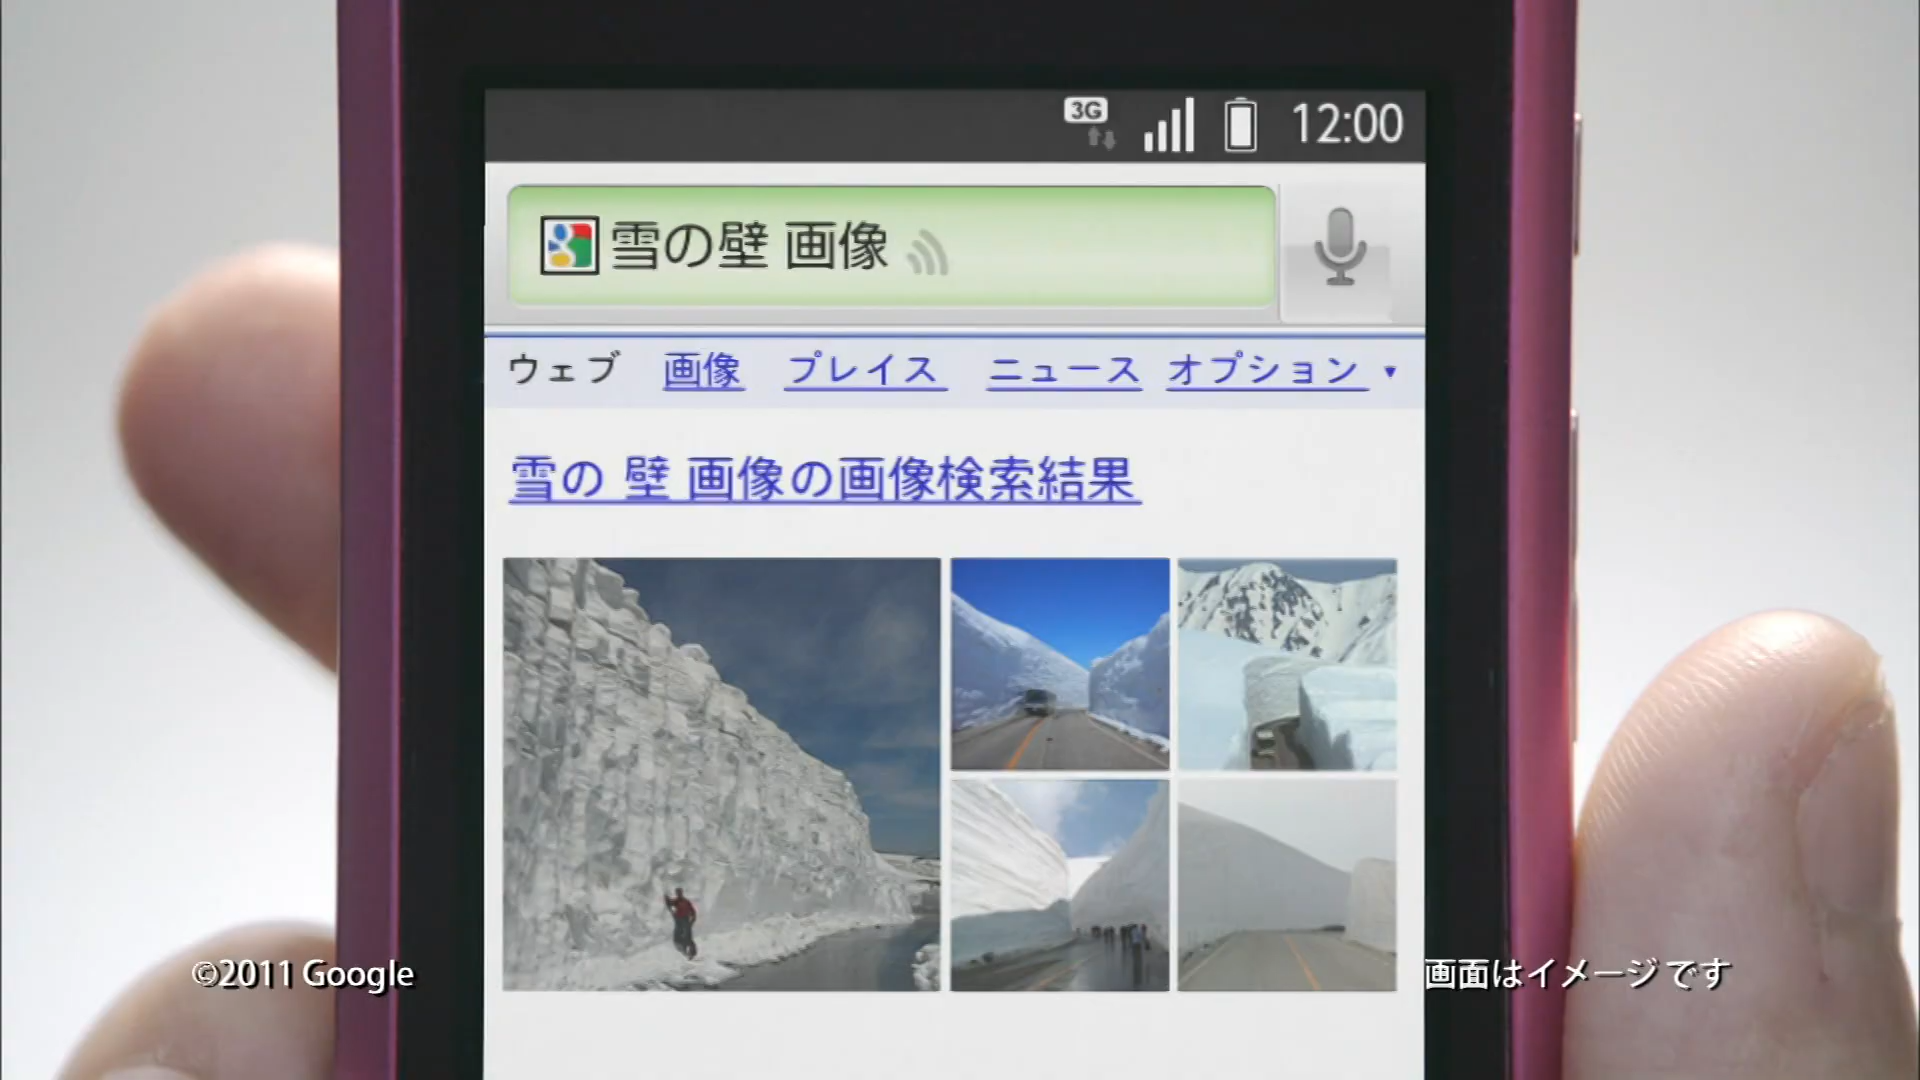 3G 12:00
雪の壁 画像
ウェブ 画像 プレイス ニュース オプション ▼
雪の 壁 画像の画像検索結果
©2011 Google
画面はイメージです